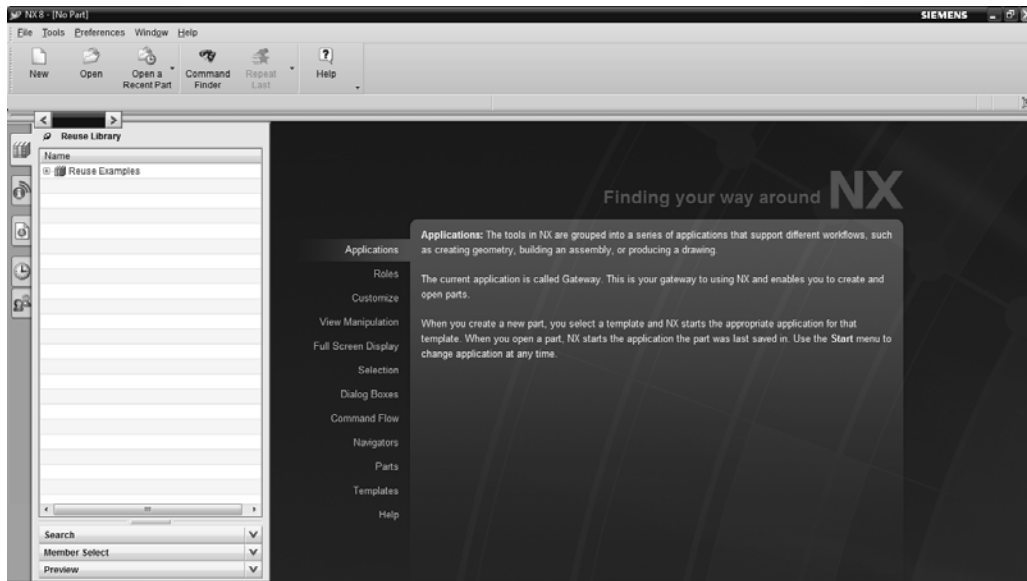 NX 8 - [No Part]
SIEMENS
File Tools Preferences Window Help
New
Open
Open a
Recent Part
Command
Finder
Repeat
Last
Help
Reuse Library
Name
Reuse Examples
Search
Member Select
Preview
Finding your way around NX
Applications
Roles
Customize
View Manipulation
Full Screen Display
Selection
Dialog Boxes
Command Flow
Navigators
Parts
Templates
Help
Applications: The tools in NX are grouped into a series of applications that support different workflows, such
as creating geometry, building an assembly, or producing a drawing.
The current application is called Gateway. This is your gateway to using NX and enables you to create and
open parts.
When you create a new part, you select a template and NX starts the appropriate application for that
template. When you open a part, NX starts the application the part was last saved in. Use the Start menu to
change application at any time.